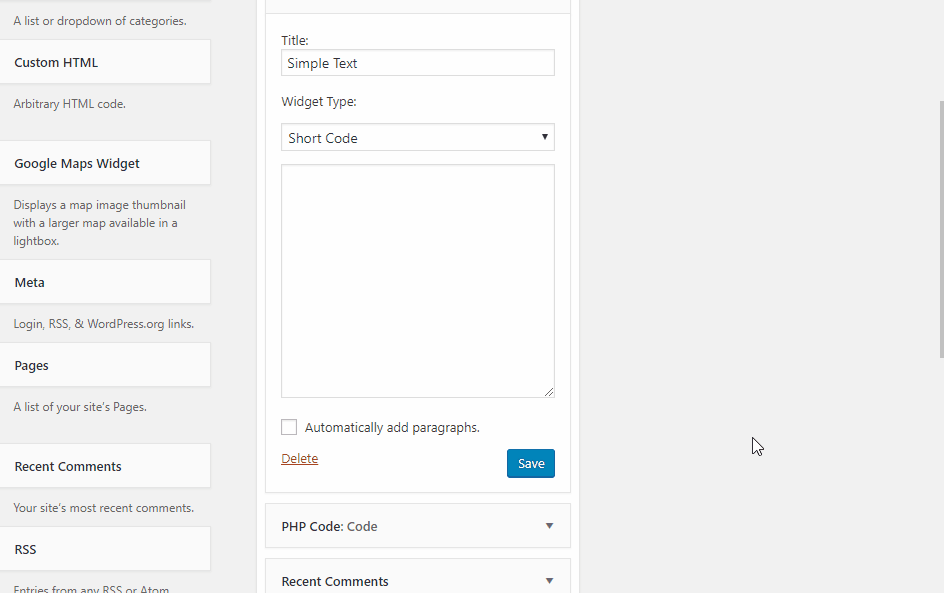 A list or dropdown of categories.
Custom HTML
Arbitrary HTML code.
Google Maps Widget
Displays a map image thumbnail
with a larger map available in a
lightbox.
Meta
Login, RSS, & WordPress.org links.
Pages
A list of your site's Pages.
Recent Comments
Your site's most recent comments.
RSS
Entries from any RSS or Atom
Title:
Simple Text
Widget Type:
Short Code
Automatically add paragraphs.
Delete
Save
PHP Code: Code
Recent Comments